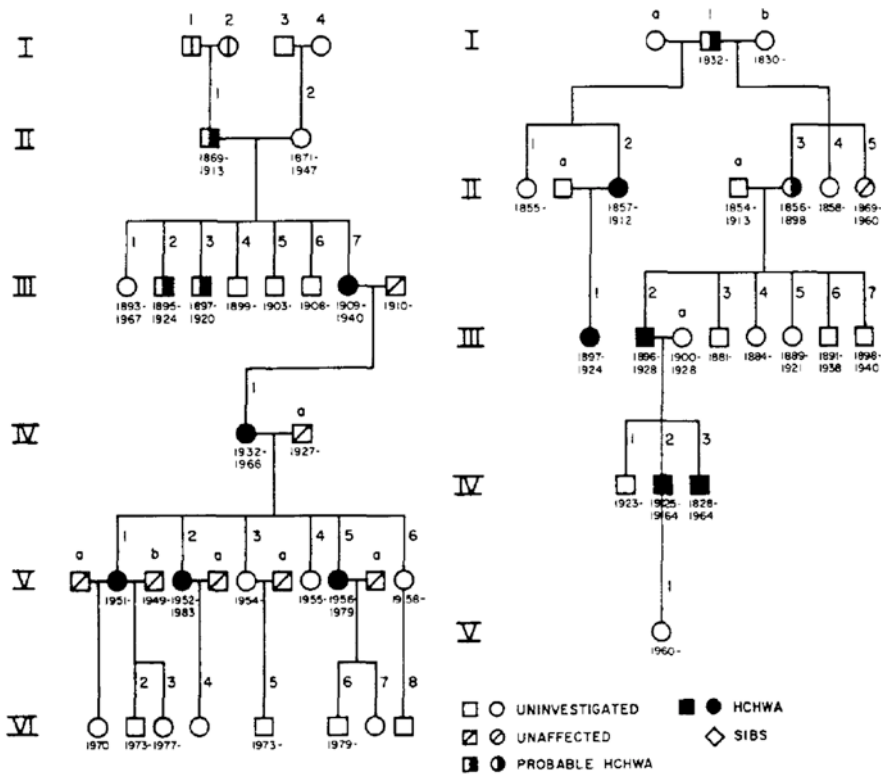 1 2 3 4
I
1 2
II
1869- 1871-
1913 1947
1 2 3 4 5 6 7
III
1893- 1895- 1897- 1899- 1903- 1908- 1909- 1910-
1967 1924 1920 1940
1
a
IV
1932- 1927-
1966
1 2 3 4 5 6
a b a a a
V
1951- 1949- 1952- 1954- 1955- 1956- 1958-
1983 1979
2 3 4 5 6 7 8
VI
1970 1973- 1977- 1973- 1979-
a 1 b
I
1832- 1830-
1 2 3 4 5
a a
II
1855- 1857- 1854- 1856- 1858- 1869-
1912 1913 1898 1960
1 2 a 3 4 5 6 7
III
1897- 1896- 1900- 1881- 1884- 1889- 1891- 1898-
1924 1928 1928 1921 1938 1940
1 2 3
IV
1923- 1925- 1828-
1964 1964
1
V
1960-
UNINVESTIGATED HCHWA
UNAFFECTED SIBS
PROBABLE HCHWA